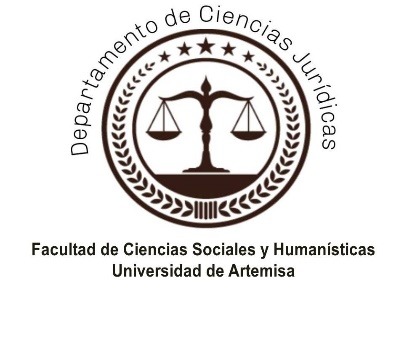 Departamento de Ciencias Jurídicas
Facultad de Ciencias Sociales y Humanísticas
Universidad de Artemisa